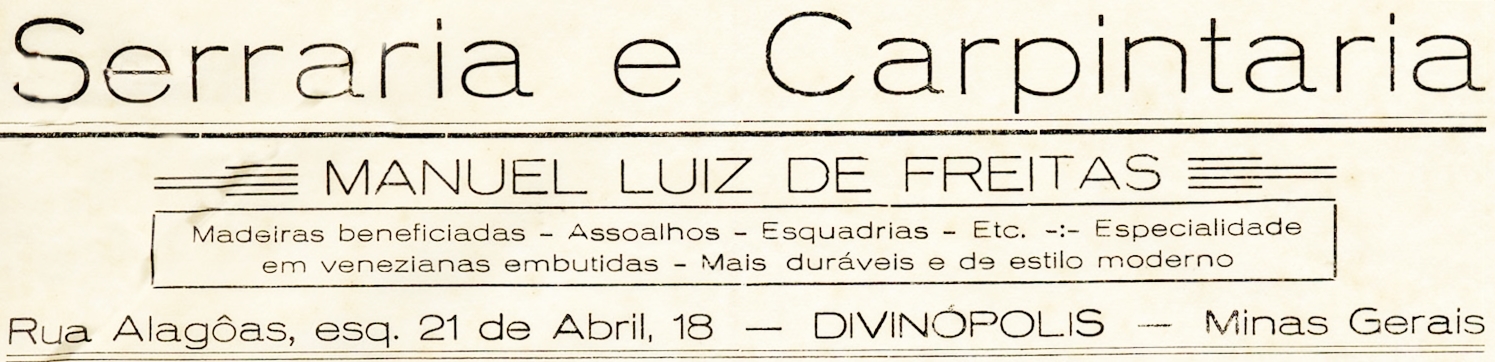 Serraria e Carpintaria
MANUEL LUIZ DE FREITAS
Madeiras beneficiadas - Assoalhos - Esquadrias - Etc. -:- Especialidade
em venezianas embutidas - Mais duráveis e de estilo moderno
Rua Alagôas, esq. 21 de Abril, 18 — DIVINÓPOLIS — Minas Gerais